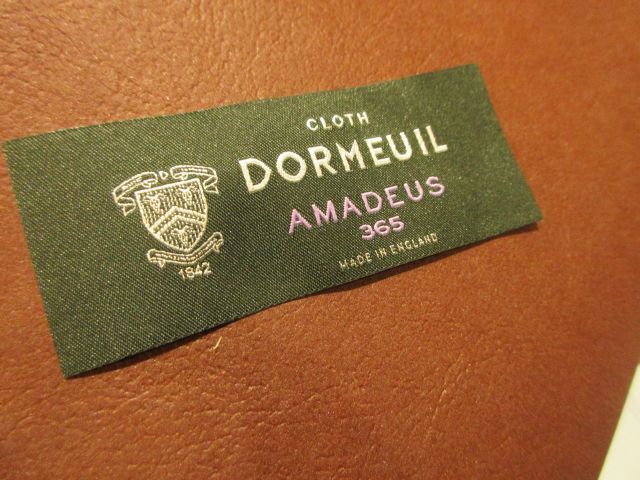 CLOTH
DORMEUIL
AMADEUS
365
MADE IN ENGLAND
D
1842